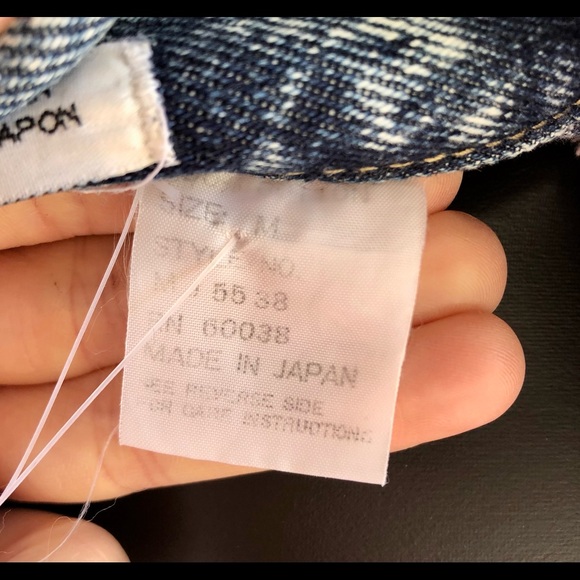 APON
SIZE: M
STYLE NO.
5538
RN 60038
MADE IN JAPAN
SEE REVERSE SIDE
FOR CARE INSTRUCTIONS